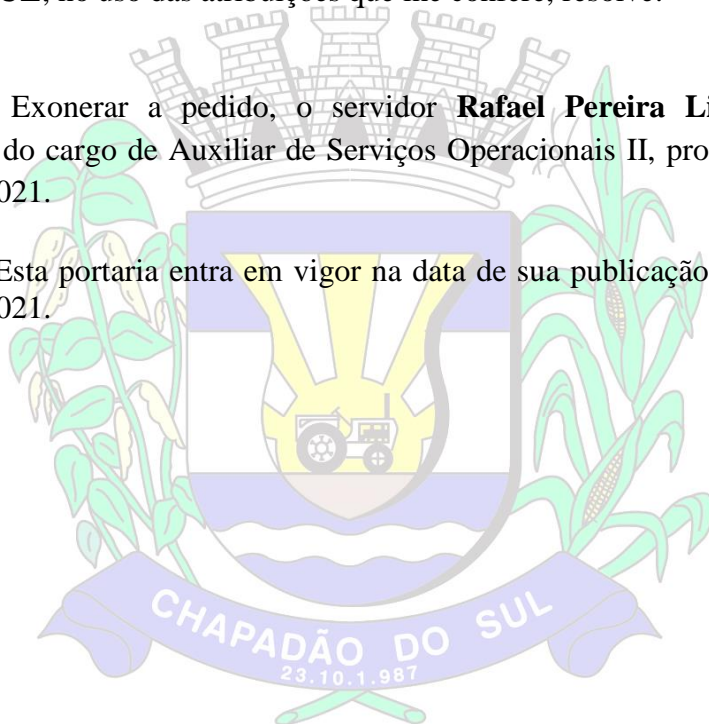 no uso das atribuições que lhe confere, resolve:
Exonerar a pedido, o servidor Rafael Pereira
do cargo de Auxiliar de Serviços Operacionais II,
021.
Esta portaria entra em vigor na data de sua publicação
021.
CHAPADÃO DO SUL
23.10.1.987